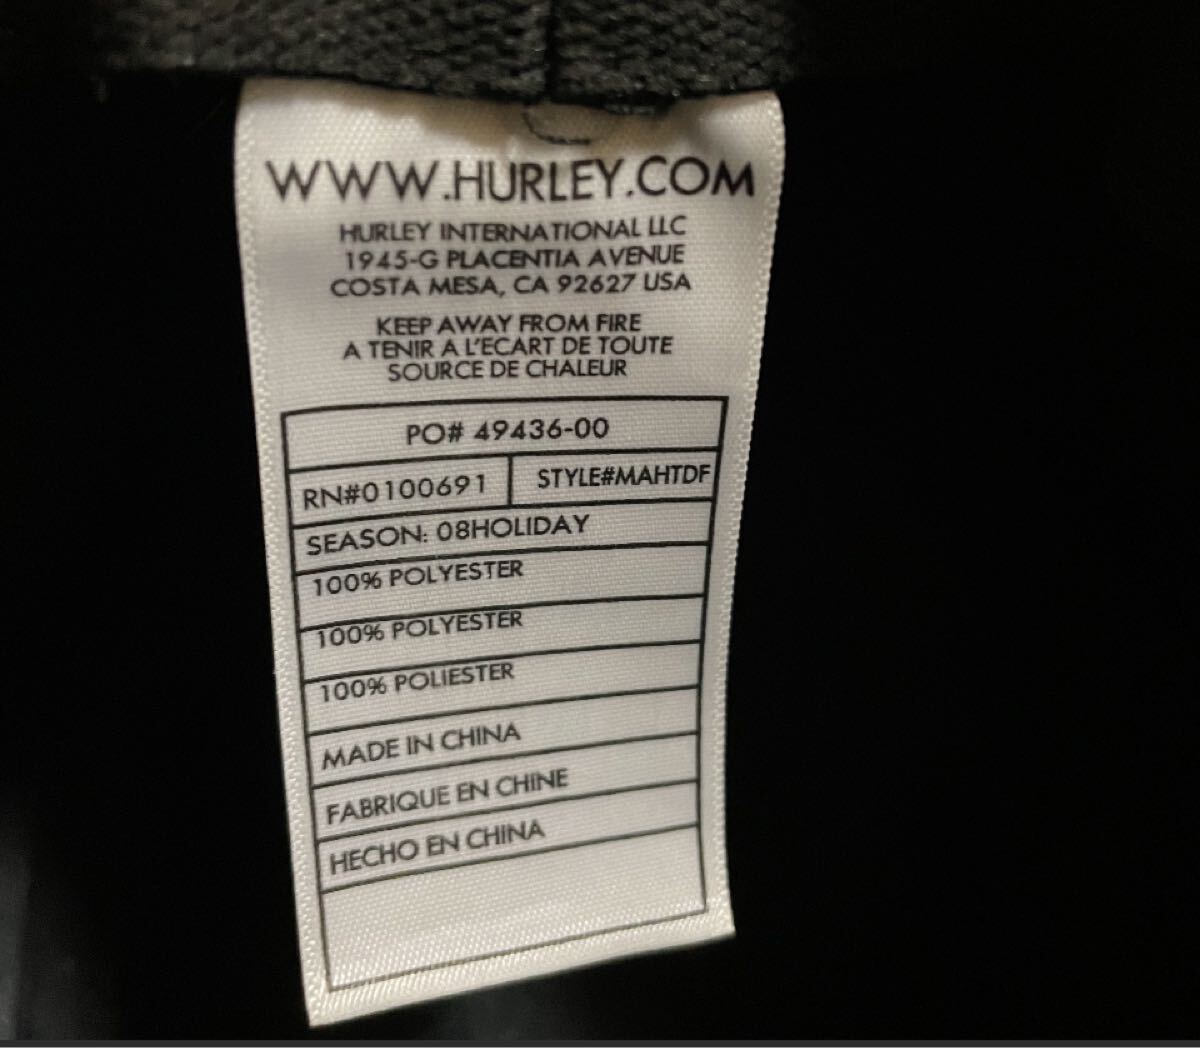 WWW.HURLEY.COM
HURLEY INTERNATIONAL LLC
1945-G PLACENTIA AVENUE
COSTA MESA, CA 92627 USA
KEEP AWAY FROM FIRE
A TENIR A L'ECART DE TOUTE
SOURCE DE CHALEUR
PO# 49436-00
RN#0100691 STYLE#MAHTDF
SEASON: 08HOLIDAY
100% POLYESTER
100% POLYESTER
100% POLIESTER
MADE IN CHINA
FABRIQUE EN CHINE
HECHO EN CHINA